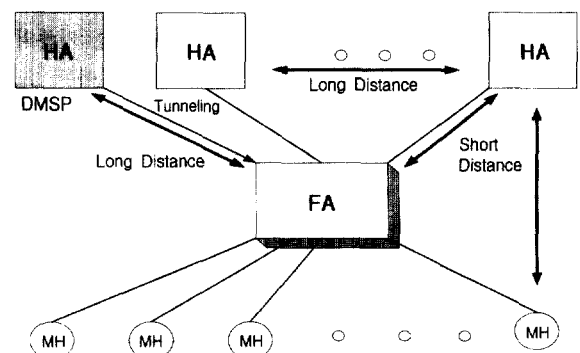 HA
HA
HA
DMSP
Tunneling
Long Distance
Long Distance
Short
Distance
FA
MH
MH
MH
MH